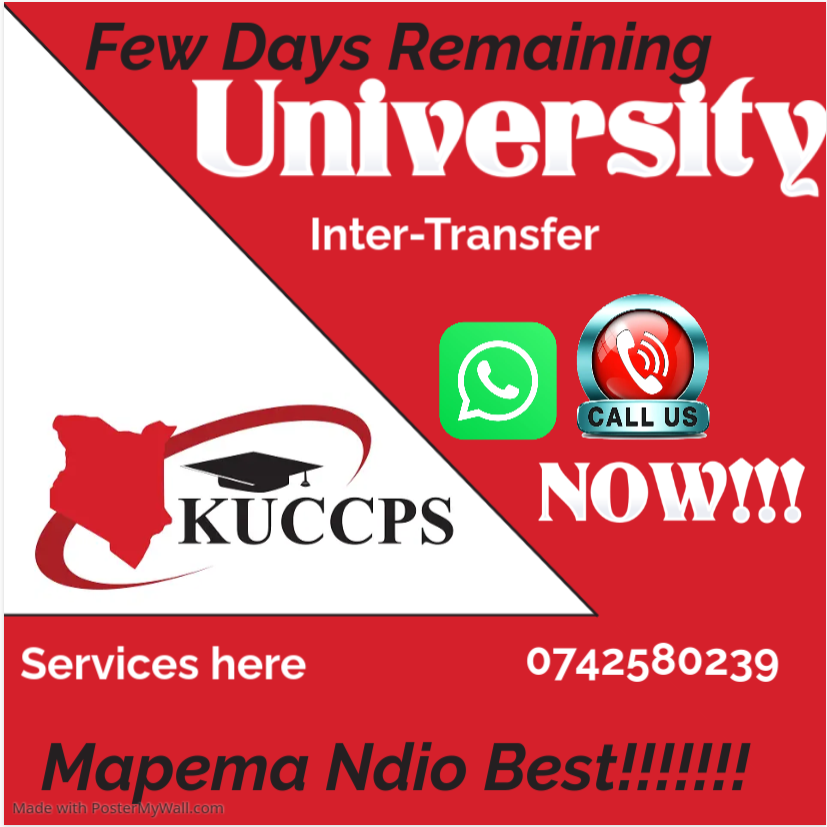 Few Days Remaining
University
Inter-Transfer
CALL US
NOW!!!
KUCCPS
Services here
0742580239
Mapema Ndio Best!!!!!!!
Made with PosterMyWall.com